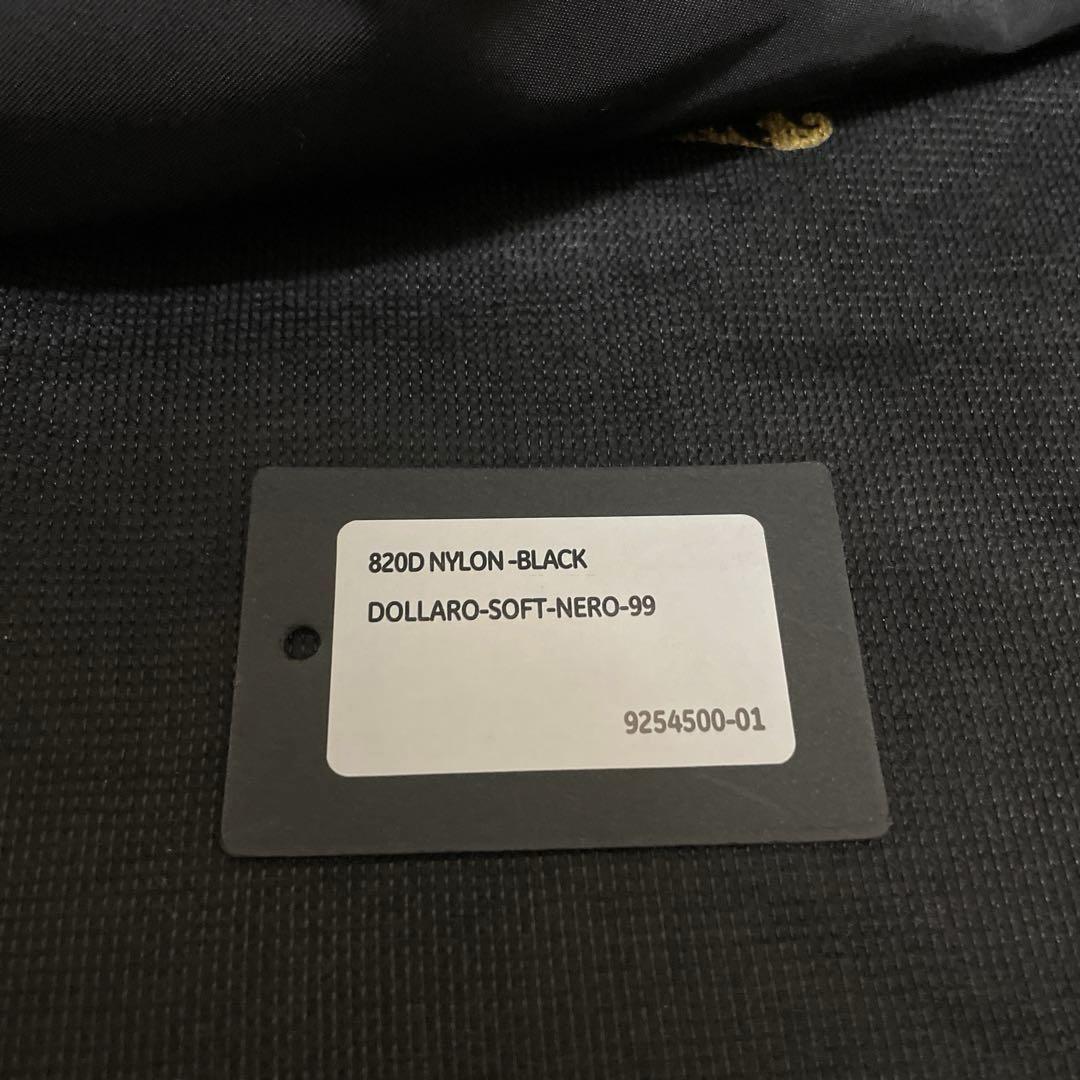 820D NYLON -BLACK
DOLLARO-SOFT-NERO-99
9254500-01